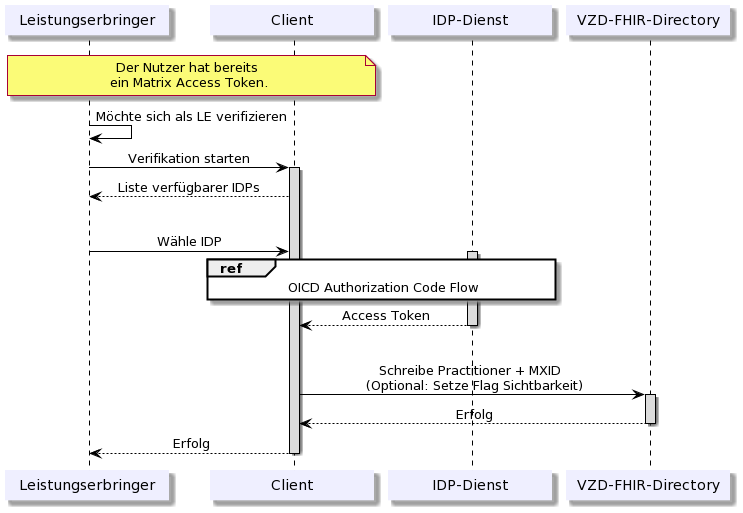 Leistungserbringer
Client
IDP-Dienst
VZD-FHIR-Directory
Der Nutzer hat bereits
ein Matrix Access Token.
Möchte sich als LE verifizieren
Verifikation starten
Liste verfügbarer IDPs
Wähle IDP
ref
OICD Authorization Code Flow
Access Token
Schreibe Practitioner + MXID
(Optional: Setze Flag Sichtbarkeit)
Erfolg
Erfolg
Leistungserbringer
Client
IDP-Dienst
VZD-FHIR-Directory